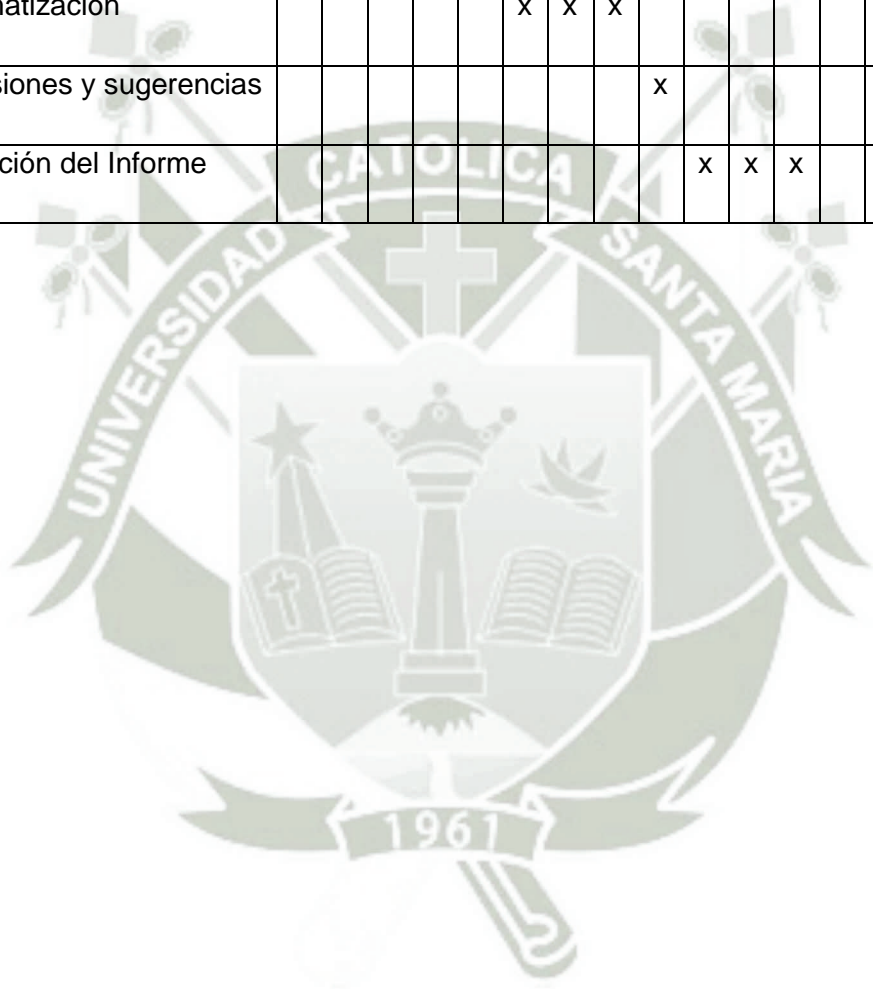 matización x x x
siones y sugerencias x
ción del Informe x x x
UNIVERSIDAD CATOLICA SANTA MARIA
1961